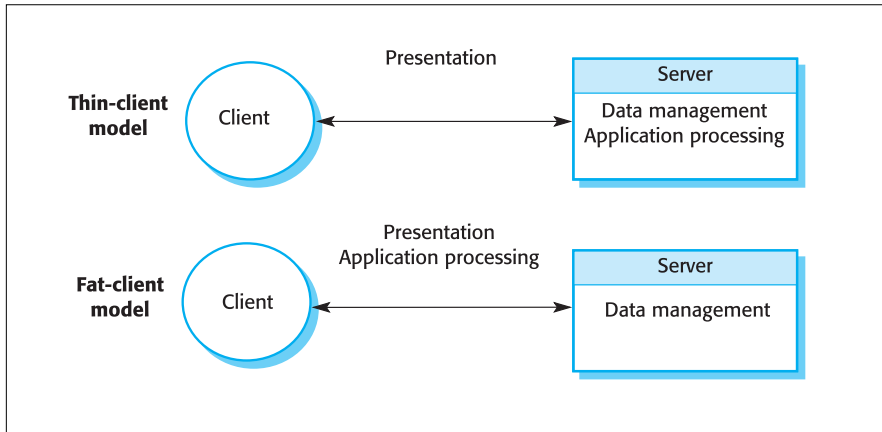 Presentation
Thin-client
model
Client
Server
Data management
Application processing
Presentation
Application processing
Fat-client
model
Client
Server
Data management